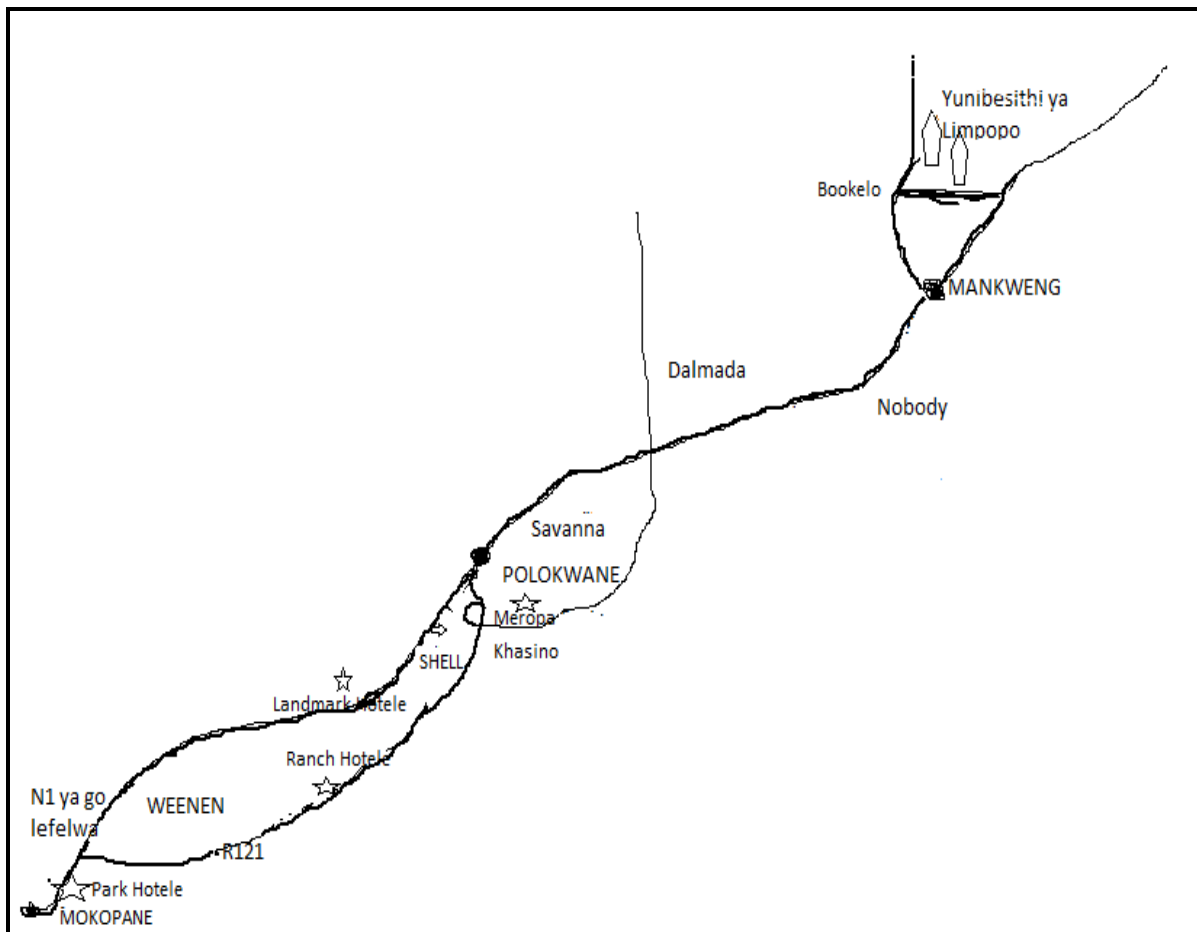 Yunibesithi ya
Limpopo
Bookelo
MANKWENG
Dalmada
Nobody
Savanna
POLOKWANE
Meropa
Khasino
SHELL
Landmark Hotele
Ranch Hotele
N1 ya go
lefelwa
WEENEN
R121
Park Hotele
MOKOPANE